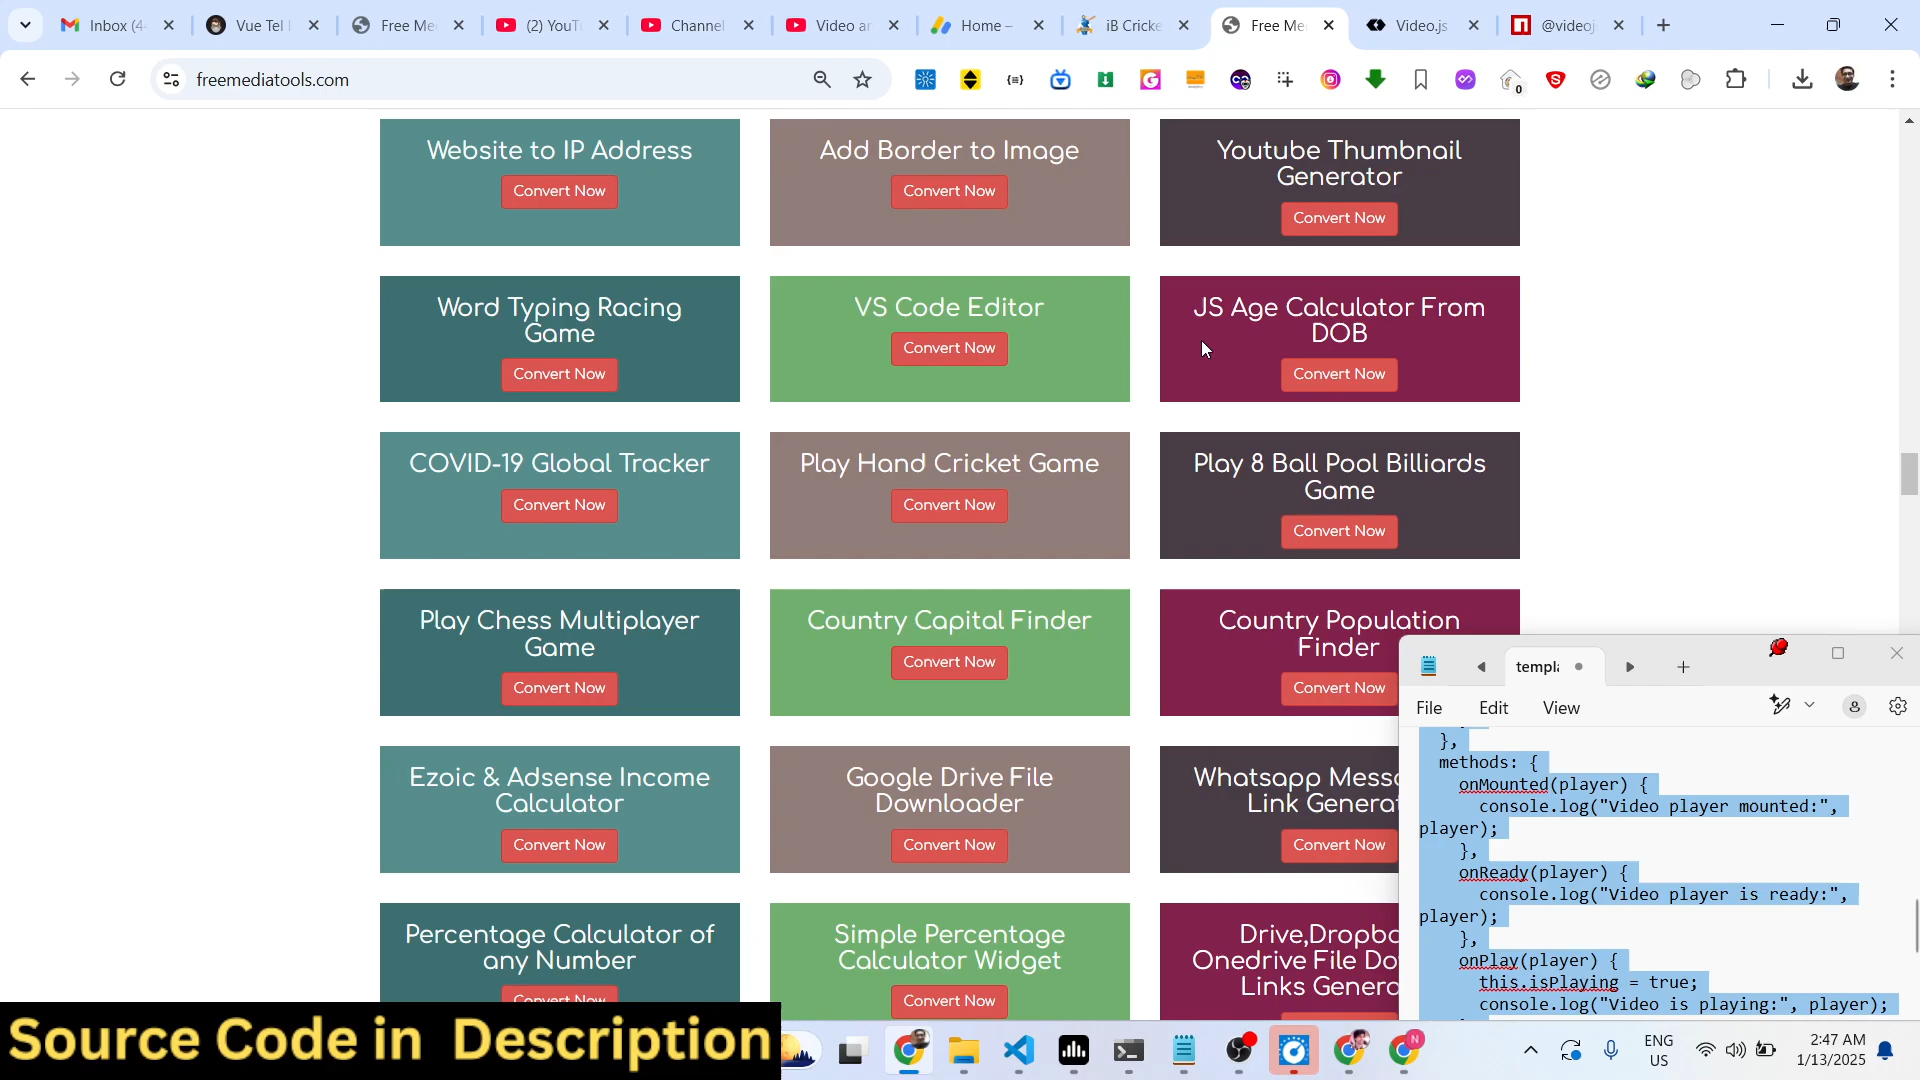 Inbox (4
Vue Tel
Free Me
(2) YouT
Channel
Video ar
Home –
iB Cricke
Free Me
Video.js
@videoj
freemediatools.com
0
Website to IP Address
Convert Now
Add Border to Image
Convert Now
Youtube Thumbnail
Generator
Convert Now
Word Typing Racing
Game
Convert Now
VS Code Editor
Convert Now
JS Age Calculator From
DOB
Convert Now
COVID-19 Global Tracker
Convert Now
Play Hand Cricket Game
Convert Now
Play 8 Ball Pool Billiards
Game
Convert Now
Play Chess Multiplayer
Game
Convert Now
Country Capital Finder
Convert Now
Country Population
Finder
Convert Now
Ezoic & Adsense Income
Calculator
Convert Now
Google Drive File
Downloader
Convert Now
Whatsapp Mess
Link Genera
Convert Now
Percentage Calculator of
any Number
Convert Now
Simple Percentage
Calculator Widget
Convert Now
Drive,Dropbo
Onedrive File Do
Links Genera
templ
File
Edit
View
},
methods: {
onMounted(player) {
console.log("Video player mounted:",
player);
},
onReady(player) {
console.log("Video player is ready:",
player);
},
onPlay(player) {
this.isPlaying = true;
console.log("Video is playing:", player);
Source Code in Description
N
ENG
US
2:47 AM
1/13/2025